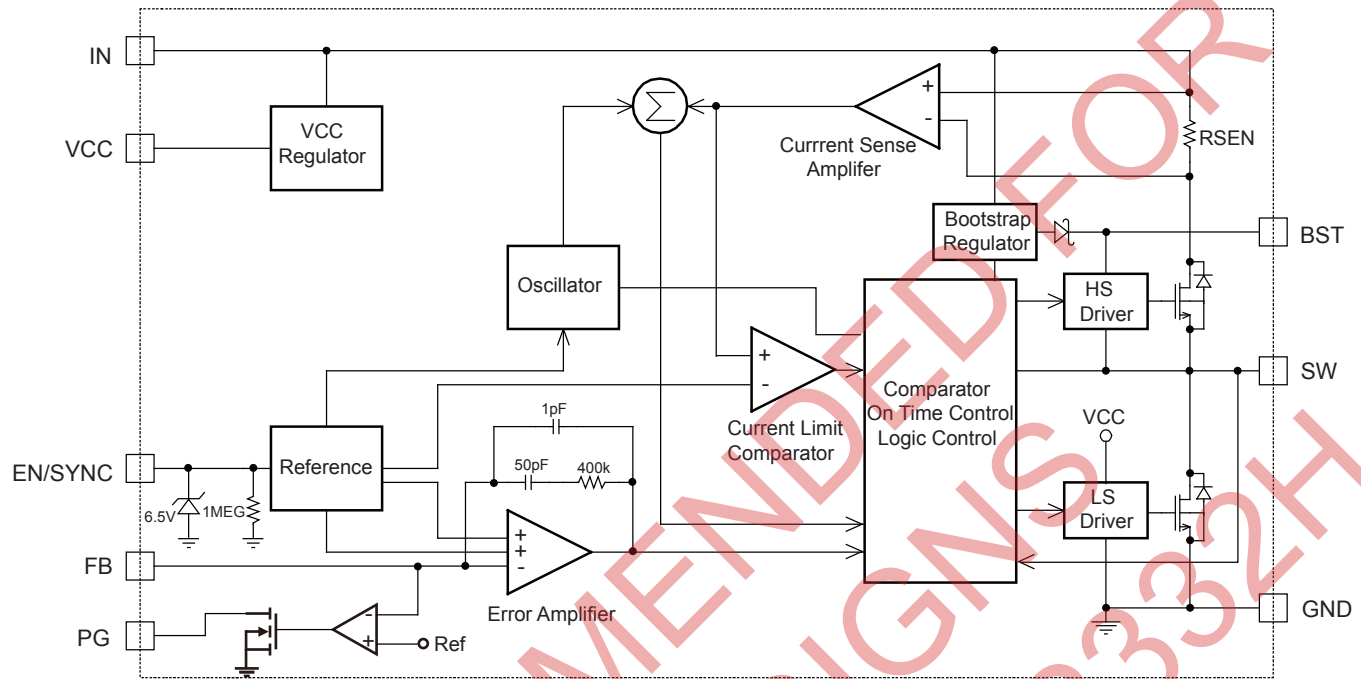 IN
VCC
VCC
Regulator
Σ
+
-
Currrent Sense
Amplifer
RSEN
Bootstrap
Regulator
BST
Oscillator
HS
Driver
+
-
Current Limit
Comparator
Comparator
On Time Control
Logic Control
SW
1pF
50pF
400k
VCC
EN/SYNC
Reference
6.5V
1MEG
LS
Driver
FB
+
+
-
Error Amplifier
PG
-
+
Ref
GND
MENDED FOR
IGNS
332H